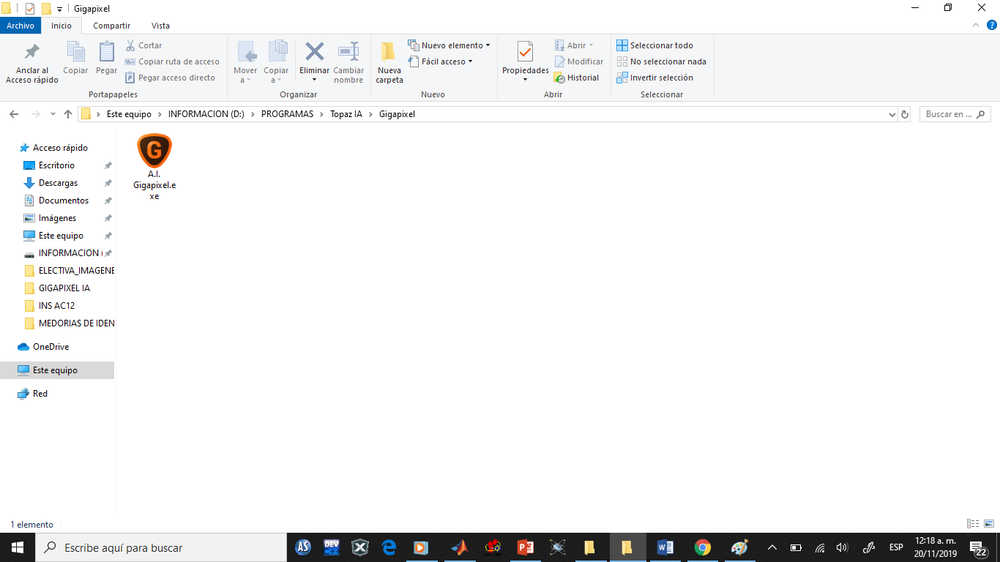 Gigapixel
Archivo Inicio Compartir Vista
Anclar al
Acceso rápido
Copiar
Pegar
Cortar
Copiar ruta de acceso
Pegar acceso directo
Portapapeles
Mover
a
Copiar
a
Eliminar
Cambiar
nombre
Organizar
Nueva
carpeta
Nuevo elemento
Fácil acceso
Nuevo
Propiedades
Abrir
Modificar
Historial
Abrir
Seleccionar todo
No seleccionar nada
Invertir selección
Seleccionar
Este equipo > INFORMACION (D:) > PROGRAMAS > Topaz IA > Gigapixel
Buscar en ...
Acceso rápido
Escritorio
Descargas
Documentos
Imágenes
Este equipo
INFORMACION (
ELECTIVA_IMAGENE
GIGAPIXEL IA
INS AC12
MEDORIAS DE IDEN
OneDrive
Este equipo
Red
G
A.I.
Gigapixel.e
xe
1 elemento
Escribe aquí para buscar
AS
DEV
ESP
12:18 a. m.
20/11/2019
22